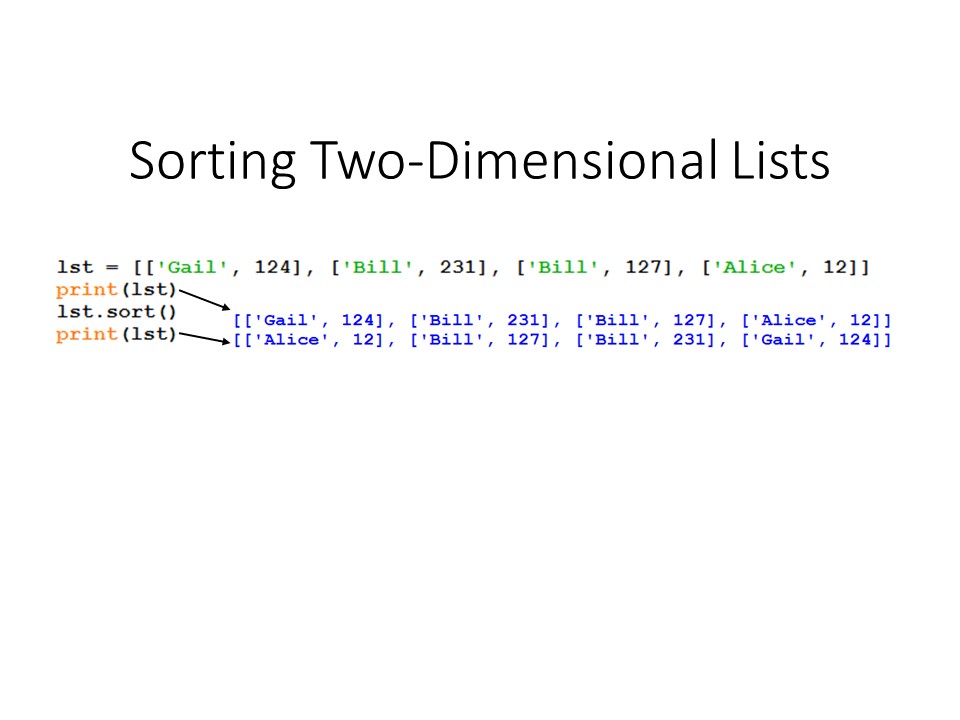 Sorting Two-Dimensional Lists
lst = [['Gail', 124], ['Bill', 231], ['Bill', 127], ['Alice', 12]]
print(lst)
lst.sort()
print(lst)
[['Gail', 124], ['Bill', 231], ['Bill', 127], ['Alice', 12]]
[['Alice', 12], ['Bill', 127], ['Bill', 231], ['Gail', 124]]